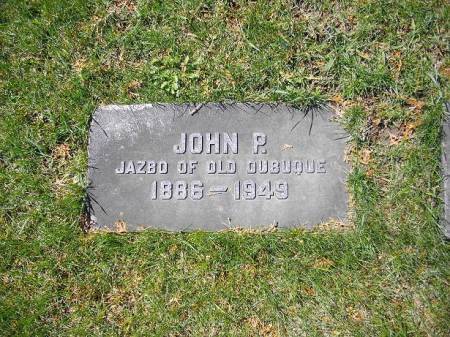 JOHN P.
JAZBO OF OLD DUBUQUE
1886 - 1949